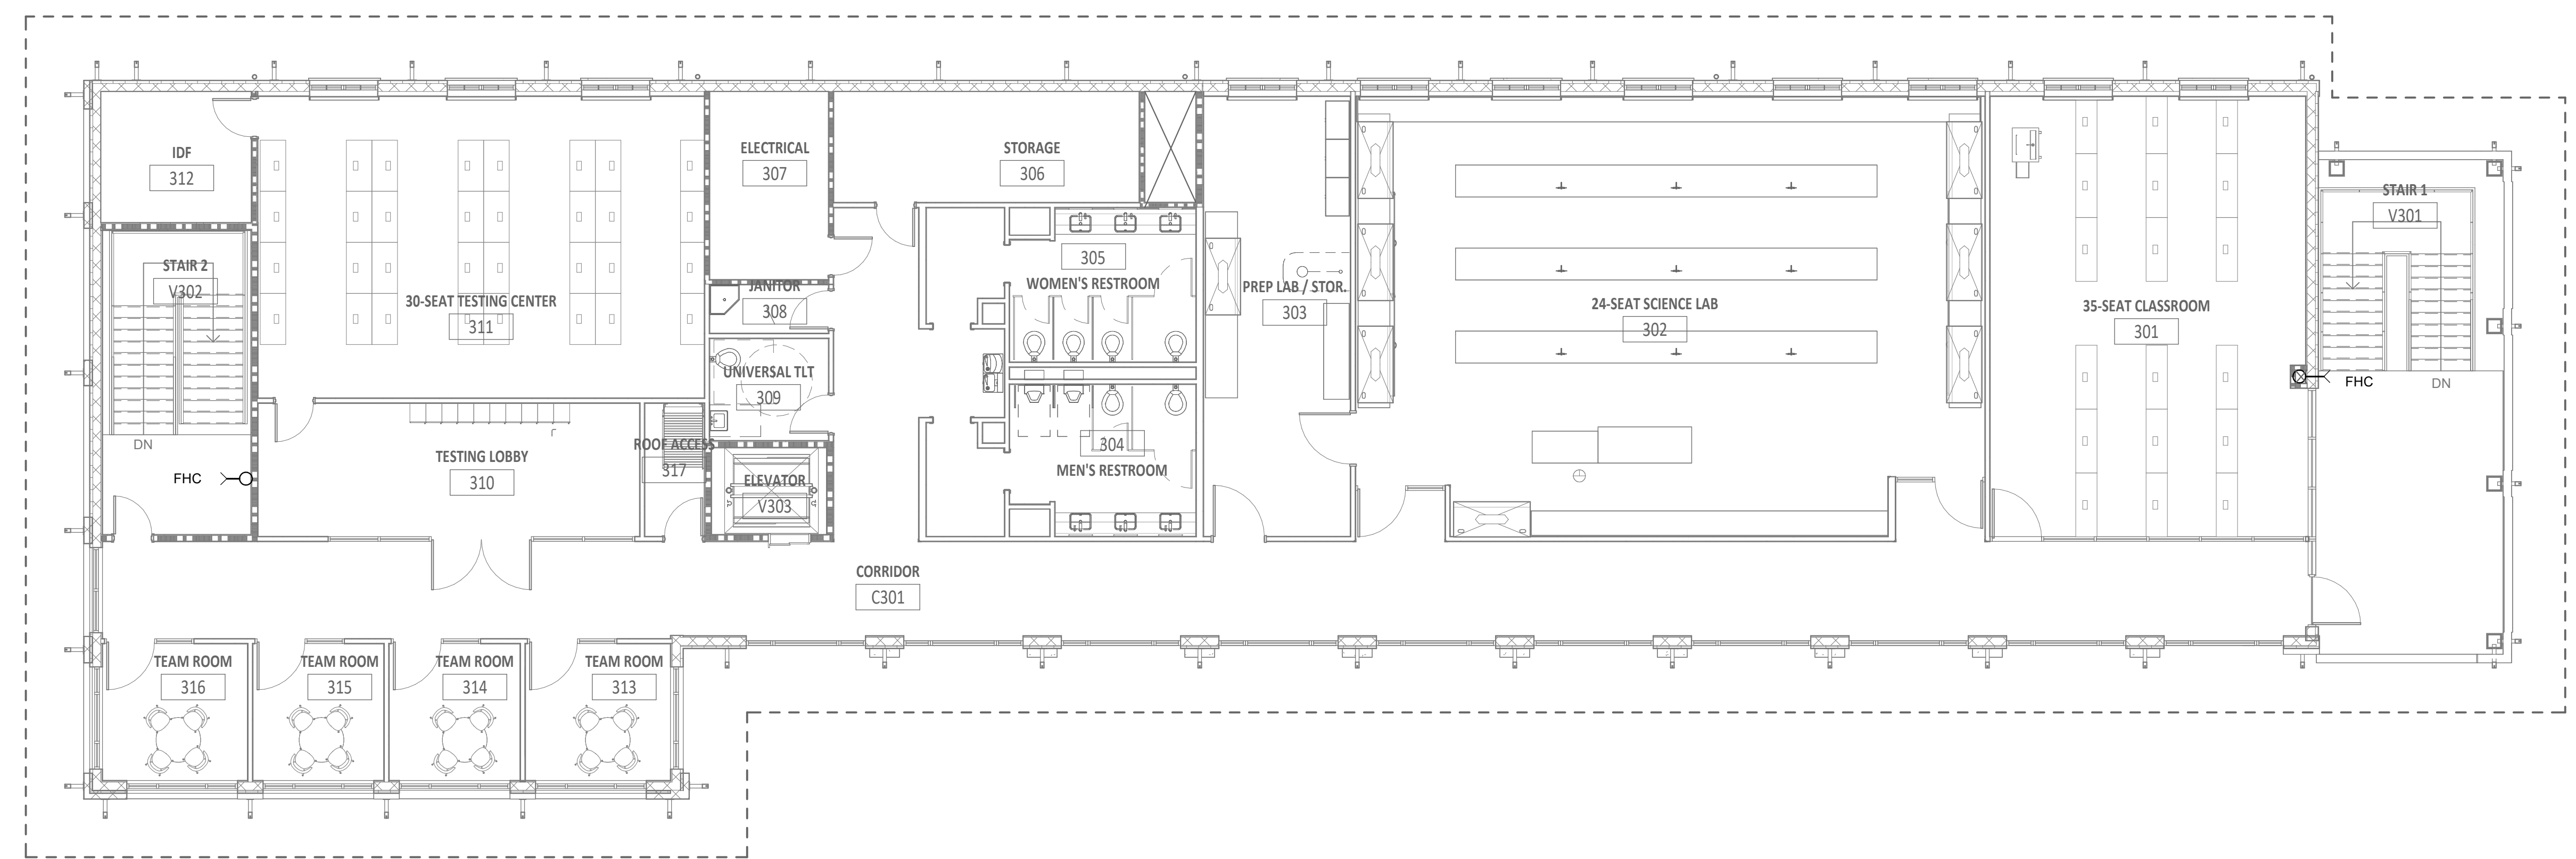 IDF
312
ELECTRICAL
307
STORAGE
306
STAIR 1
V301
STAIR 2
V302
30-SEAT TESTING CENTER
311
JANITOR
308
305
WOMEN'S RESTROOM
PREP LAB / STOR.
303
24-SEAT SCIENCE LAB
302
35-SEAT CLASSROOM
301
UNIVERSAL TLT
309
FHC
DN
DN
FHC
TESTING LOBBY
310
ROOF ACCESS
317
ELEVATOR
V303
304
MEN'S RESTROOM
CORRIDOR
C301
TEAM ROOM
316
TEAM ROOM
315
TEAM ROOM
314
TEAM ROOM
313